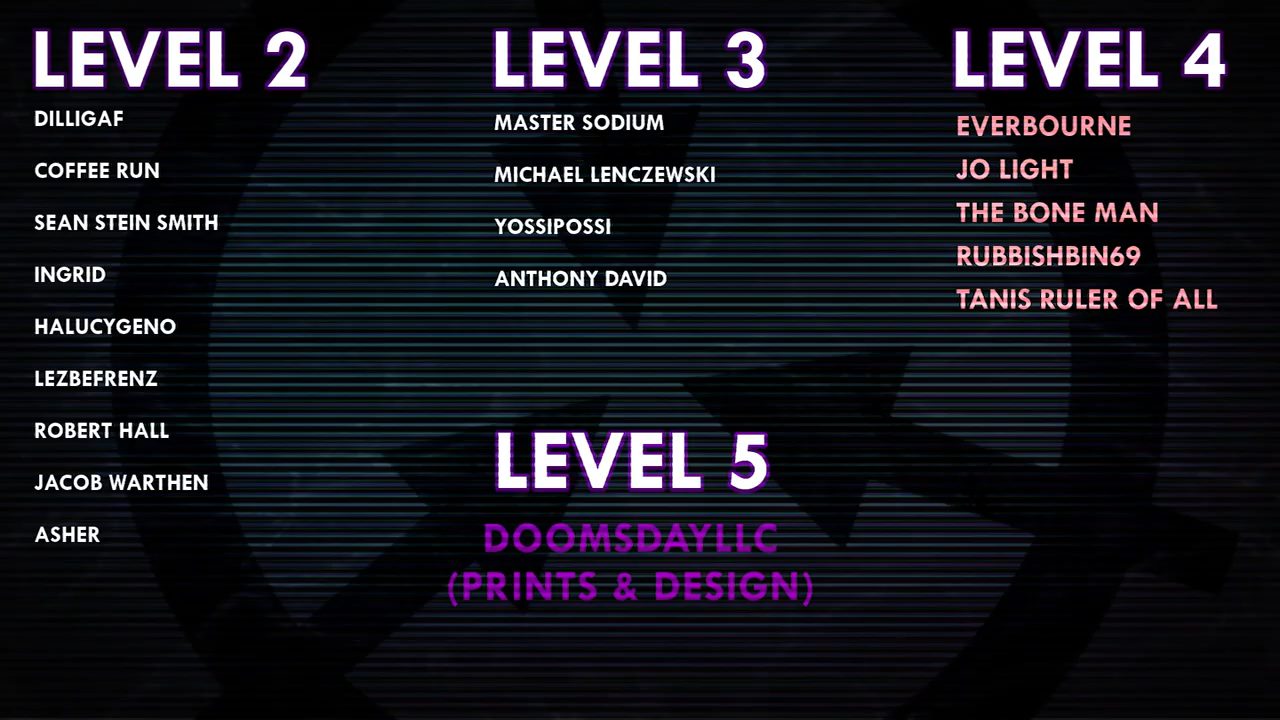 LEVEL 2
DILLIGAF
COFFEE RUN
SEAN STEIN SMITH
INGRID
HALUCYGENO
LEZBEFRENZ
ROBERT HALL
JACOB WARTHEN
ASHER
LEVEL 3
MASTER SODIUM
MICHAEL LENCZEWSKI
YOSSIPOSSI
ANTHONY DAVID
LEVEL 4
EVERBOURNE
JO LIGHT
THE BONE MAN
RUBBISHBIN69
TANIS RULER OF ALL
LEVEL 5
DOOMSDAYLLC
(PRINTS & DESIGN)